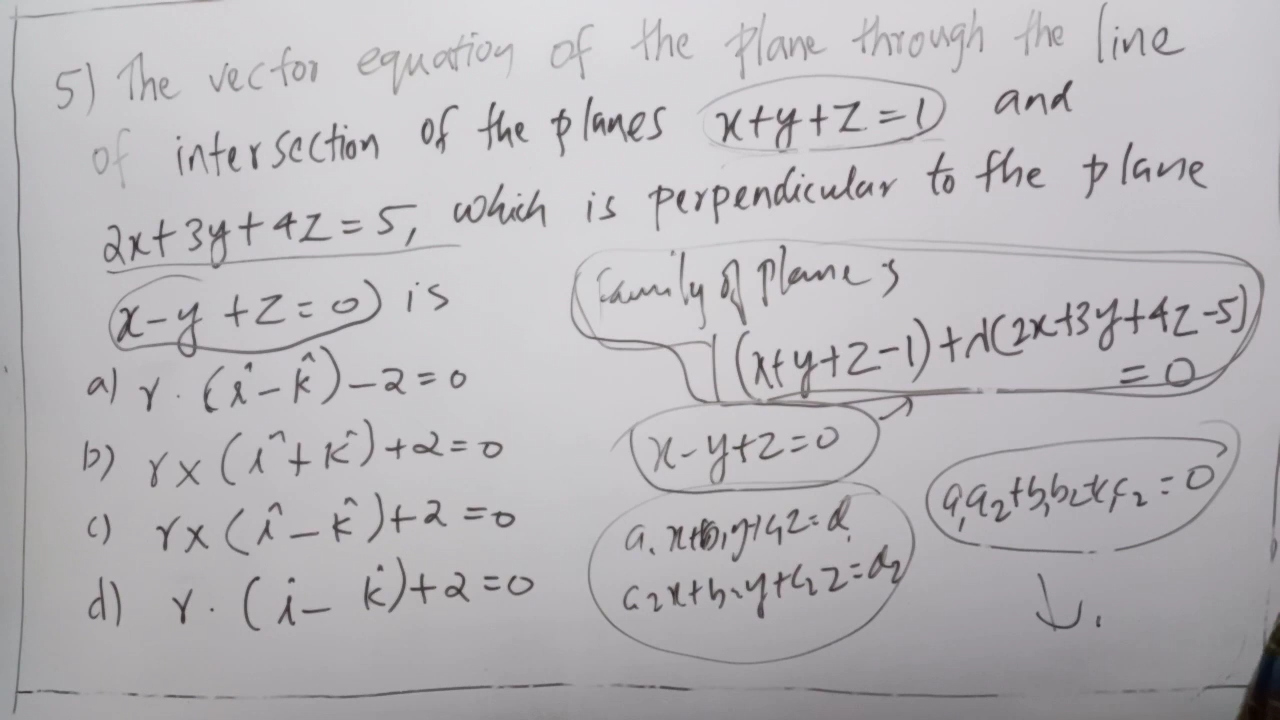 5) The vector equation of the plane through the line
of intersection of the planes x+y+z=1 and
2x+3y+4z=5, which is perpendicular to the plane
x-y+z=0 is
a) r. (î-k̂)-2=0
b) r×(î+k̂)+2=0
c) r×(î-k̂)+2=0
d) r. (i- k̂)+2=0
Family of planes
(x+y+z-1)+λ(2x+3y+4z-5)
=0
x-y+z=0
a₁x+b₁y+c₁z=d₁
a₂x+b₂y+c₂z=d₂
a₁a₂+b₁b₂+c₁c₂=0